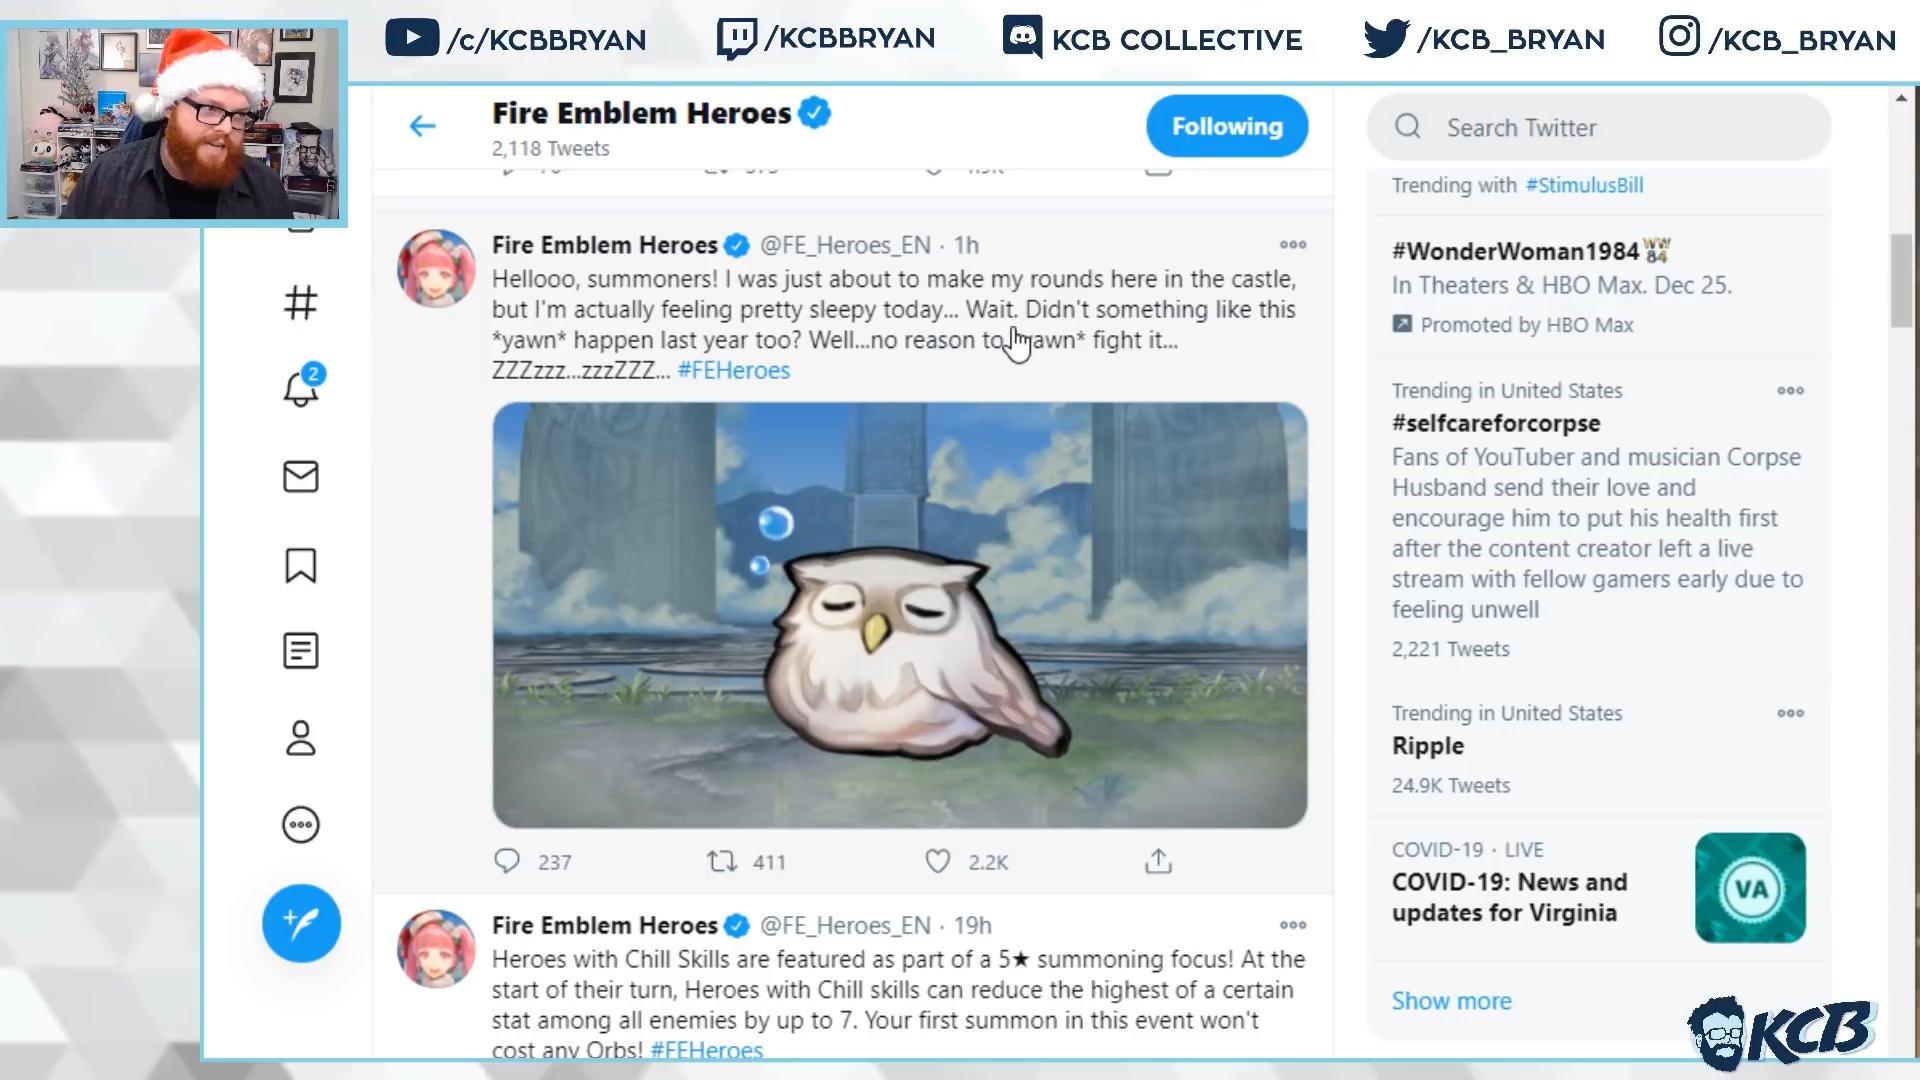 /c/KCBBRYAN
/KCBBRYAN
KCB COLLECTIVE
/KCB_BRYAN
/KCB_BRYAN
Fire Emblem Heroes
2,118 Tweets
Following
Search Twitter
Trending with #StimulusBill
#WonderWoman1984
In Theaters & HBO Max. Dec 25.
Promoted by HBO Max
Trending in United States
#selfcareforcorpse
Fans of YouTuber and musician Corpse
Husband send their love and
encourage him to put his health first
after the content creator left a live
stream with fellow gamers early due to
feeling unwell
2,221 Tweets
Trending in United States
Ripple
24.9K Tweets
COVID-19 · LIVE
COVID-19: News and
updates for Virginia
VA
Show more
2
Fire Emblem Heroes @FE_Heroes_EN · 1h
Hellooo, summoners! I was just about to make my rounds here in the castle,
but I'm actually feeling pretty sleepy today... Wait. Didn't something like this
*yawn* happen last year too? Well...no reason to fight it...
ZZZzzz...zzzZZZ... #FEHeroes
237
411
2.2K
Fire Emblem Heroes @FE_Heroes_EN · 19h
Heroes with Chill Skills are featured as part of a 5★ summoning focus! At the
start of their turn, Heroes with Chill skills can reduce the highest of a certain
stat among all enemies by up to 7. Your first summon in this event won't
cost any Orbs! #FEHeroes
KCB